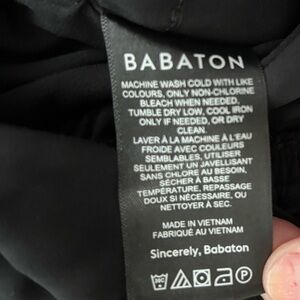 BABATON
MACHINE WASH COLD WITH LIKE
COLOURS, ONLY NON-CHLORINE
BLEACH WHEN NEEDED.
TUMBLE DRY LOW, COOL IRON
ONLY IF NEEDED, OR DRY
CLEAN.
LAVER À LA MACHINE À L'EAU
FROIDE AVEC COULEURS
SEMBLABLES, UTILISER
SEULEMENT UN JAVELLISANT
SANS CHLORE AU BESOIN,
SÉCHER À BASSE
TEMPÉRATURE, REPASSAGE
DOUX SI NÉCESSAIRE, OU
NETTOYER À SEC.
MADE IN VIETNAM
FABRIQUÉ AU VIETNAM
Sincerely, Babaton